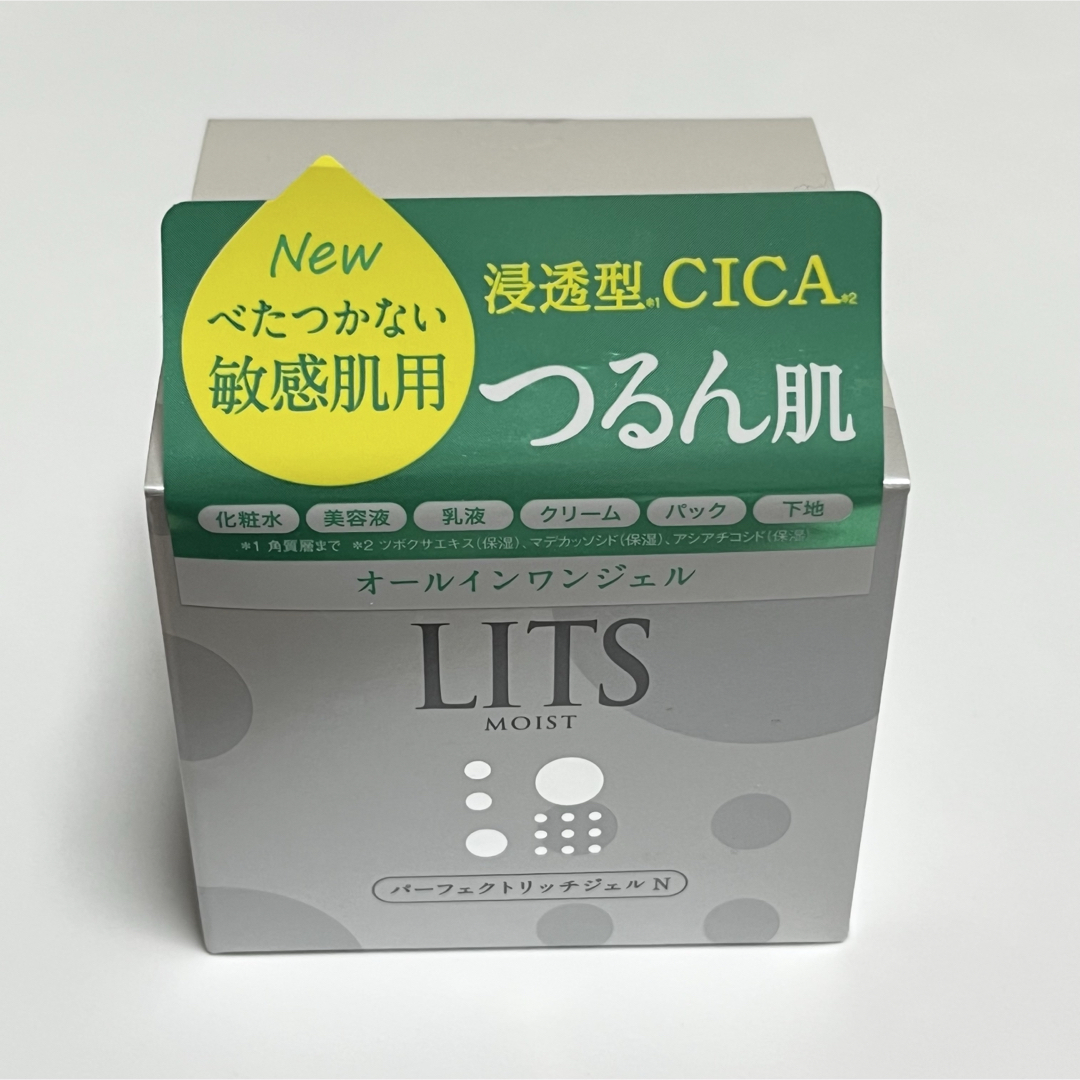 New
べたつかない
敏感肌用
浸透型※1 CICA※2
つるん肌
化粧水 美容液 乳液 クリーム パック 下地
※1 角質層まで ※2 ツボクサエキス(保湿)、マデカッソシド(保湿)、アシアチコシド(保湿)
オールインワンジェル
LITS
MOIST
パーフェクトリッチジェル N